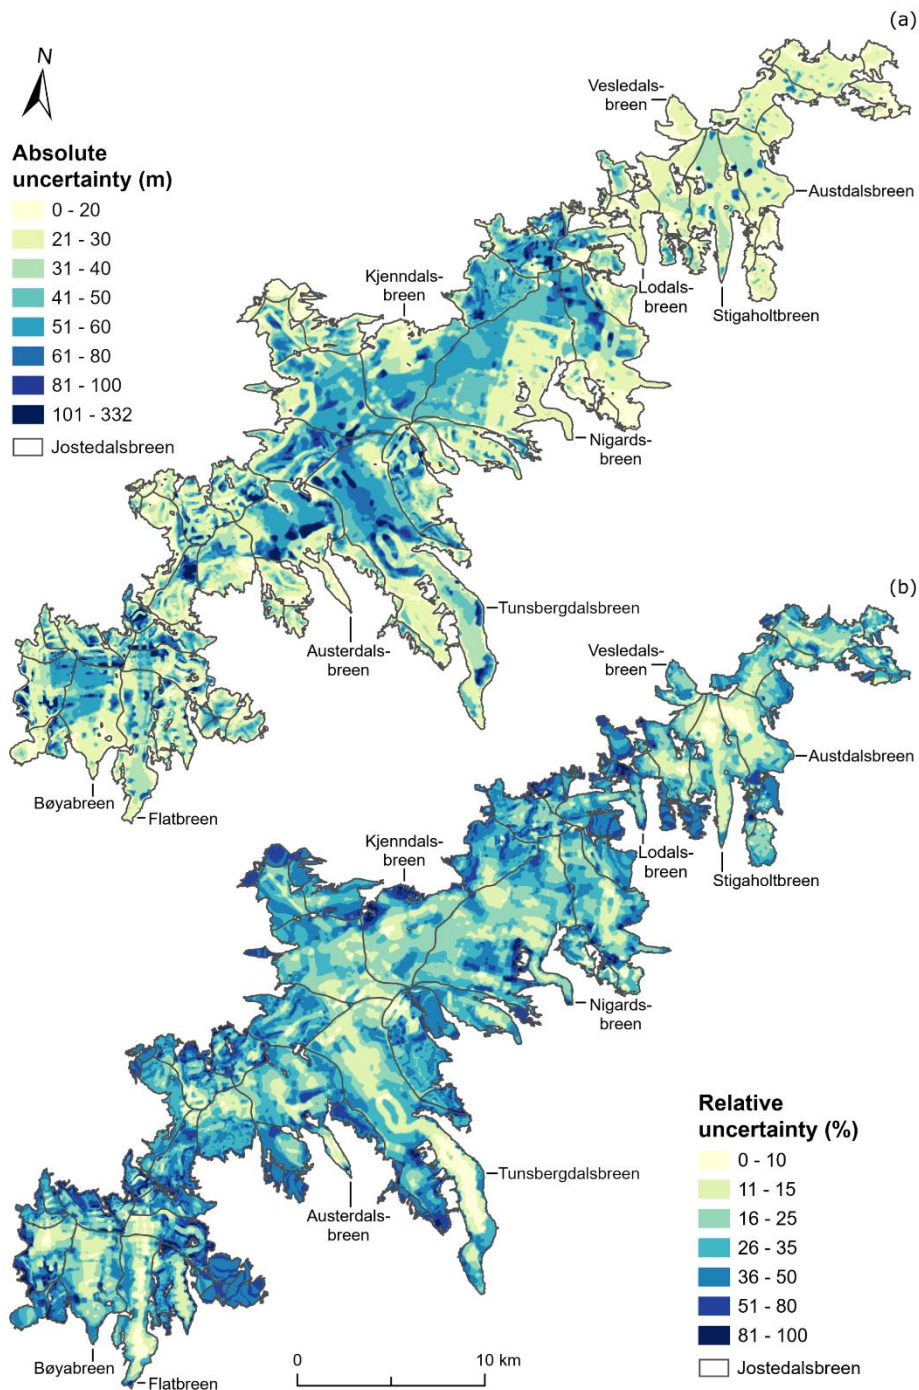 (a)
N
Vesledals-
breen
Absolute
uncertainty (m)
0 - 20
21 - 30
31 - 40
41 - 50
51 - 60
61 - 80
81 - 100
101 - 332
Jostedalsbreen
Austdalsbreen
Kjenndals-
breen
Lodals-
breen
Stigaholtbreen
Nigards-
breen
Tunsbergdalsbreen
Austerdals-
breen
Bøyabreen
Flatbreen
(b)
Vesledals-
breen
Austdalsbreen
Kjenndals-
breen
Lodals-
breen
Stigaholtbreen
Nigards-
breen
Relative
uncertainty (%)
0 - 10
11 - 15
16 - 25
26 - 35
36 - 50
51 - 80
81 - 100
Jostedalsbreen
Tunsbergdalsbreen
Austerdals-
breen
Bøyabreen
Flatbreen
0 10 km